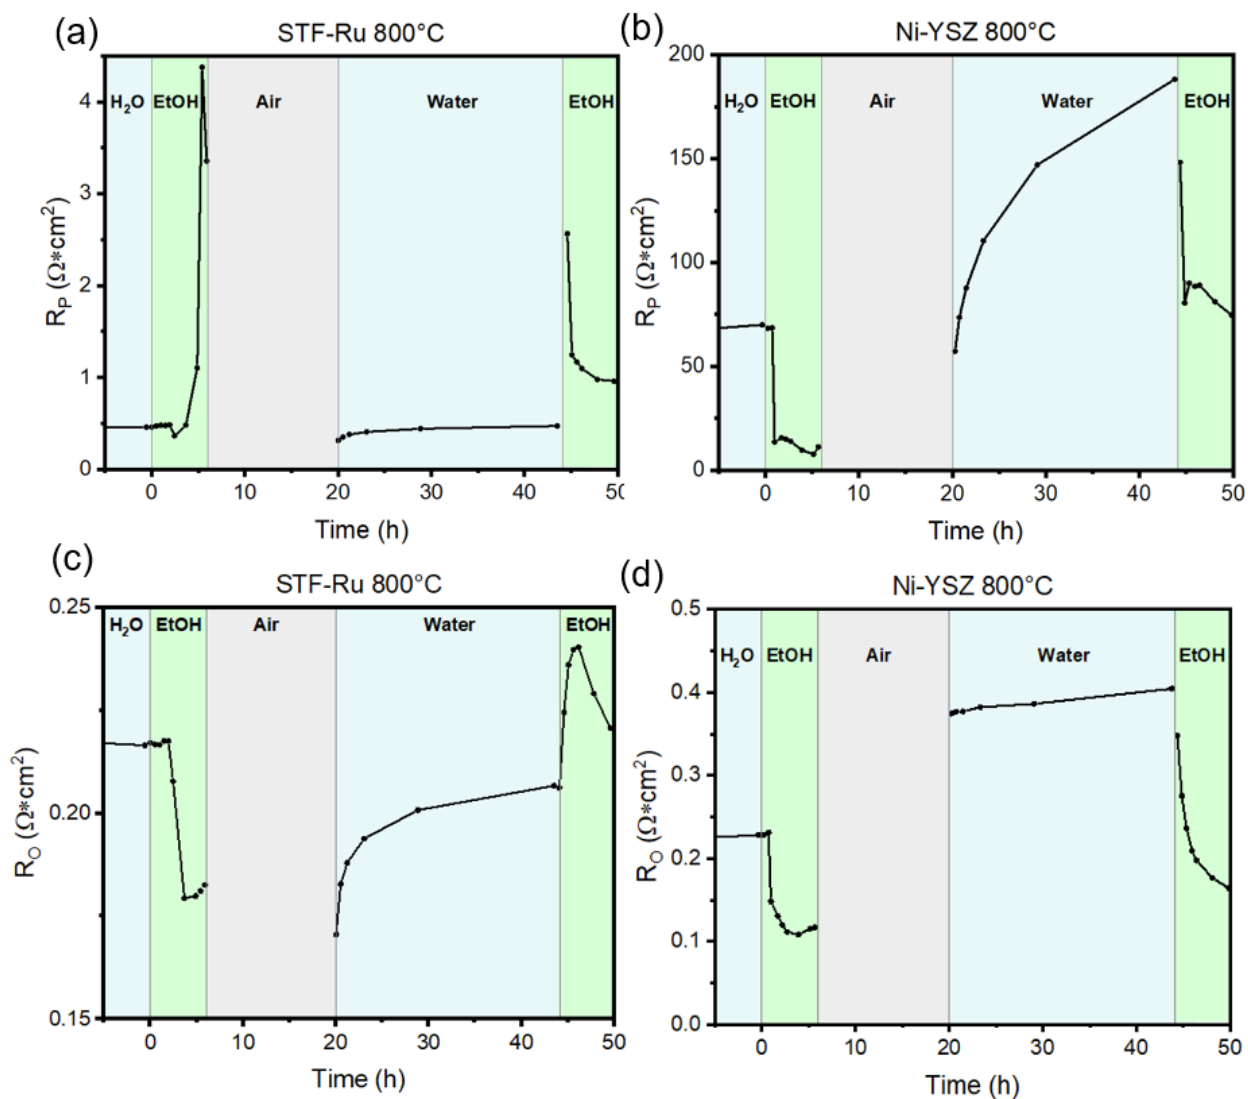 (a)
STF-Ru 800°C
H₂O
EtOH
Air
Water
EtOH
4
3
2
1
0
R_P (Ω*cm²)
0
10
20
30
40
50
Time (h)
(b)
Ni-YSZ 800°C
H₂O
EtOH
Air
Water
EtOH
200
150
100
50
0
R_P (Ω*cm²)
0
10
20
30
40
50
Time (h)
(c)
STF-Ru 800°C
H₂O
EtOH
Air
Water
EtOH
0.25
0.20
0.15
R_O (Ω*cm²)
0
10
20
30
40
50
Time (h)
(d)
Ni-YSZ 800°C
H₂O
EtOH
Air
Water
EtOH
0.5
0.4
0.3
0.2
0.1
0.0
R_O (Ω*cm²)
0
10
20
30
40
50
Time (h)